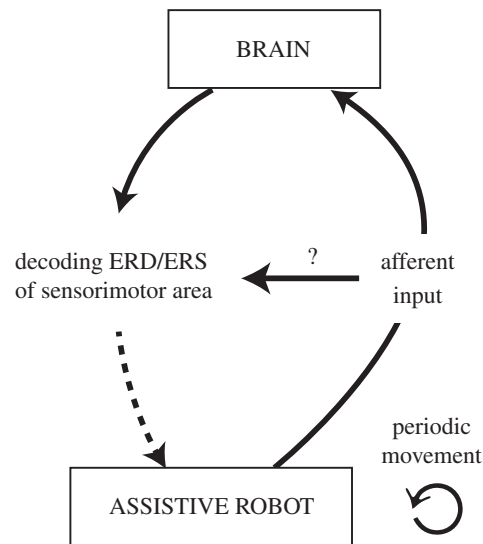 BRAIN
decoding ERD/ERS
of sensorimotor area
?
afferent
input
periodic
movement
ASSISTIVE ROBOT